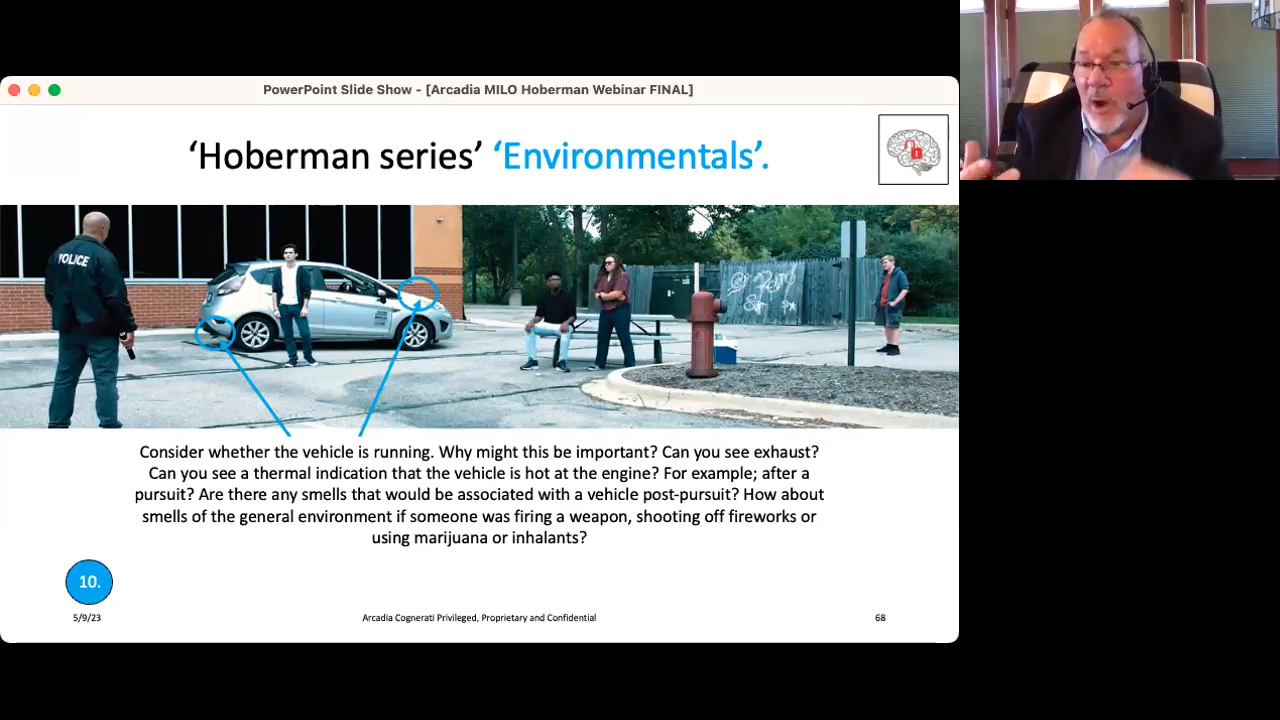 PowerPoint Slide Show - [Arcadia MILO Hoberman Webinar FINAL]
‘Hoberman series’ ‘Environmentals’.
POLICE
Consider whether the vehicle is running. Why might this be important? Can you see exhaust?
Can you see a thermal indication that the vehicle is hot at the engine? For example; after a
pursuit? Are there any smells that would be associated with a vehicle post-pursuit? How about
smells of the general environment if someone was firing a weapon, shooting off fireworks or
using marijuana or inhalants?
10.
5/9/23
Arcadia Cognerati Privileged, Proprietary and Confidential
68